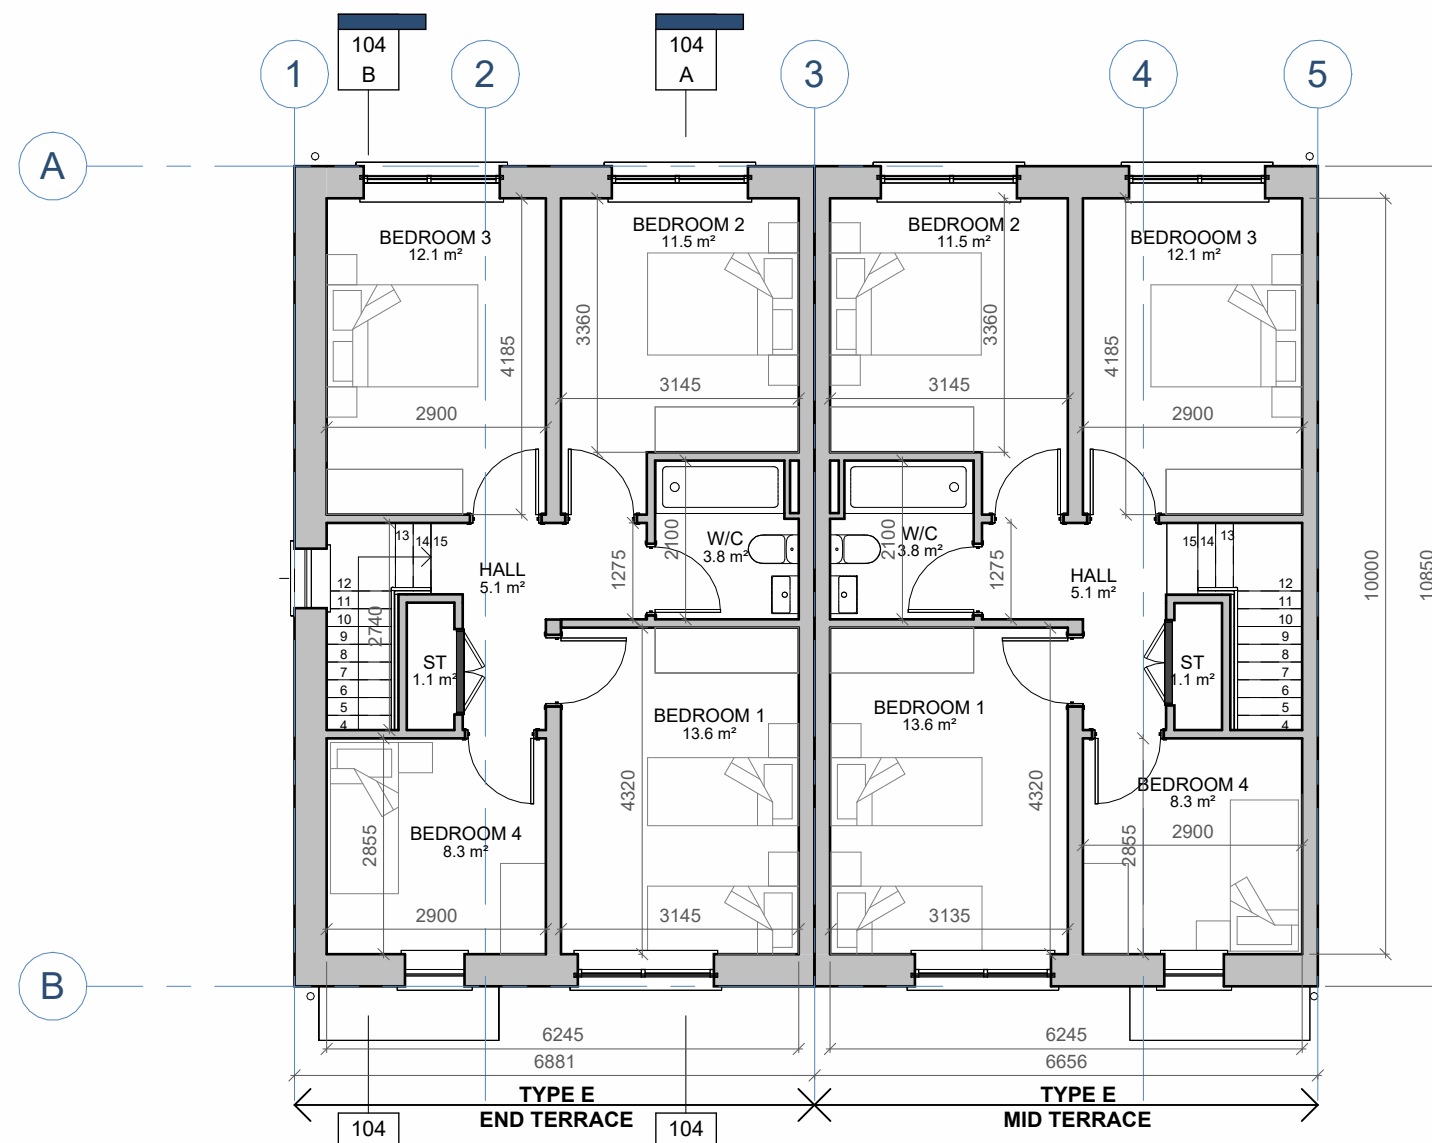 104
B
104
A
1
2
3
4
5
A
BEDROOM 3
12.1 m²
BEDROOM 2
11.5 m²
BEDROOM 2
11.5 m²
BEDROOOM 3
12.1 m²
4185
3360
3360
4185
2900
3145
3145
2900
13
14
15
HALL
5.1 m²
1275
2100
W/C
3.8 m²
2100
W/C
3.8 m²
1275
HALL
5.1 m²
15
14
13
10000
10850
12
11
10
9
8
7
6
5
4
2740
ST
1.1 m²
ST
1.1 m²
12
11
10
9
8
7
6
5
4
BEDROOM 1
13.6 m²
BEDROOM 1
13.6 m²
4320
4320
BEDROOM 4
8.3 m²
BEDROOM 4
8.3 m²
2855
2855
2900
2900
3145
3135
B
6245
6245
6881
6656
TYPE E
END TERRACE
TYPE E
MID TERRACE
104
104